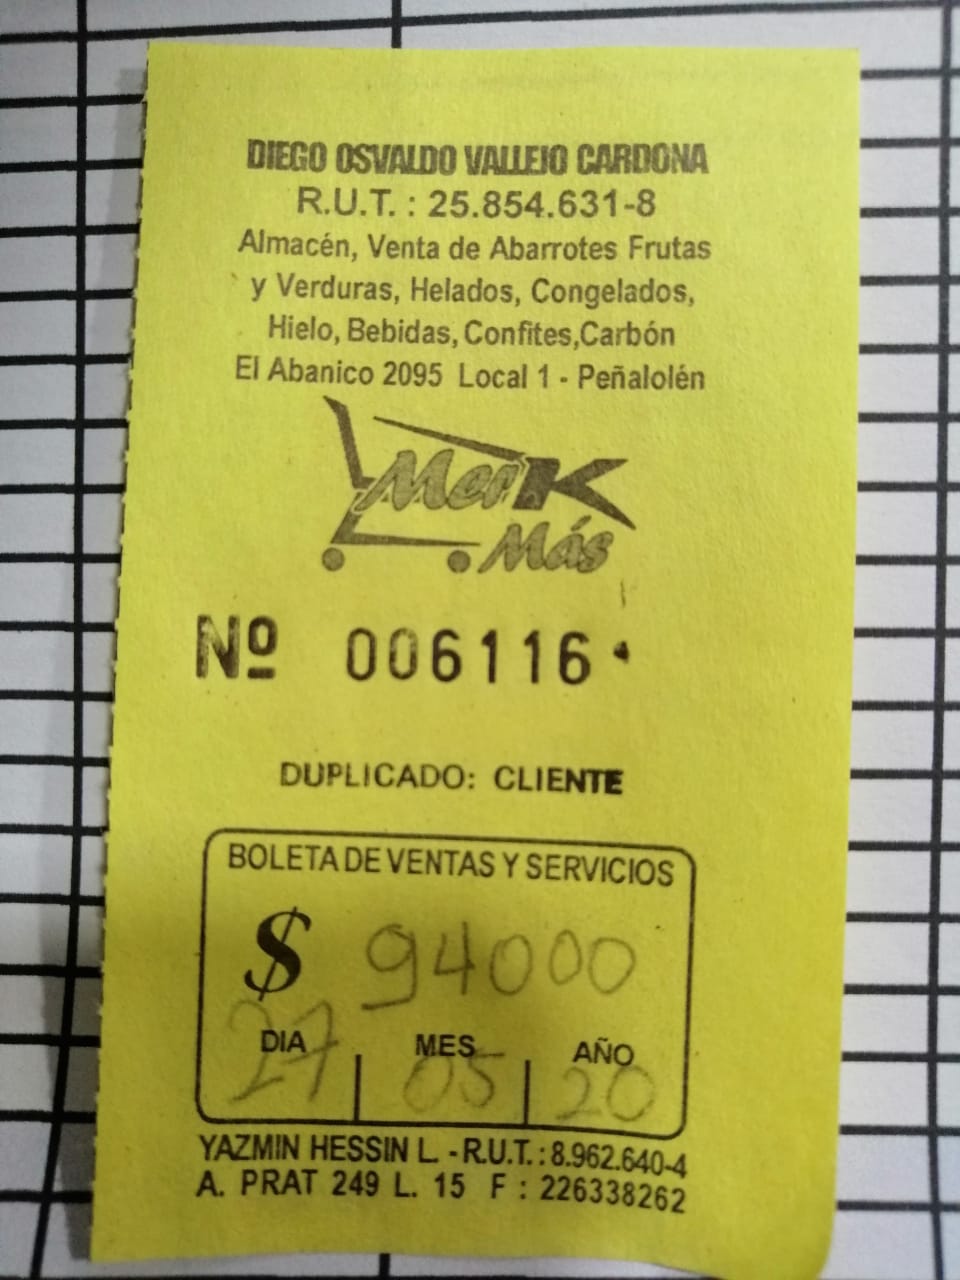 DIEGO OSVALDO VALLEJO CARDONA
R.U.T. : 25.854.631-8
Almacén, Venta de Abarrotes Frutas
y Verduras, Helados, Congelados,
Hielo, Bebidas, Confites,Carbón
El Abanico 2095 Local 1 - Peñalolén
MerK
Más
Nº 006116
DUPLICADO: CLIENTE
BOLETA DE VENTAS Y SERVICIOS
$ 94000
DIA MES AÑO
27 05 20
YAZMIN HESSIN L. - R.U.T. : 8.962.640-4
A. PRAT 249 L. 15 F : 226338262